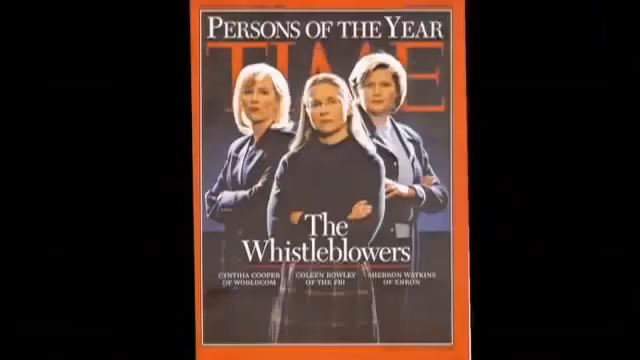 PERSONS OF THE YEAR
TIME
The
Whistleblowers
CYNTHIA COOPER COLEEN ROWLEY SHERRON WATKINS
OF WORLDCOM OF THE FBI OF ENRON